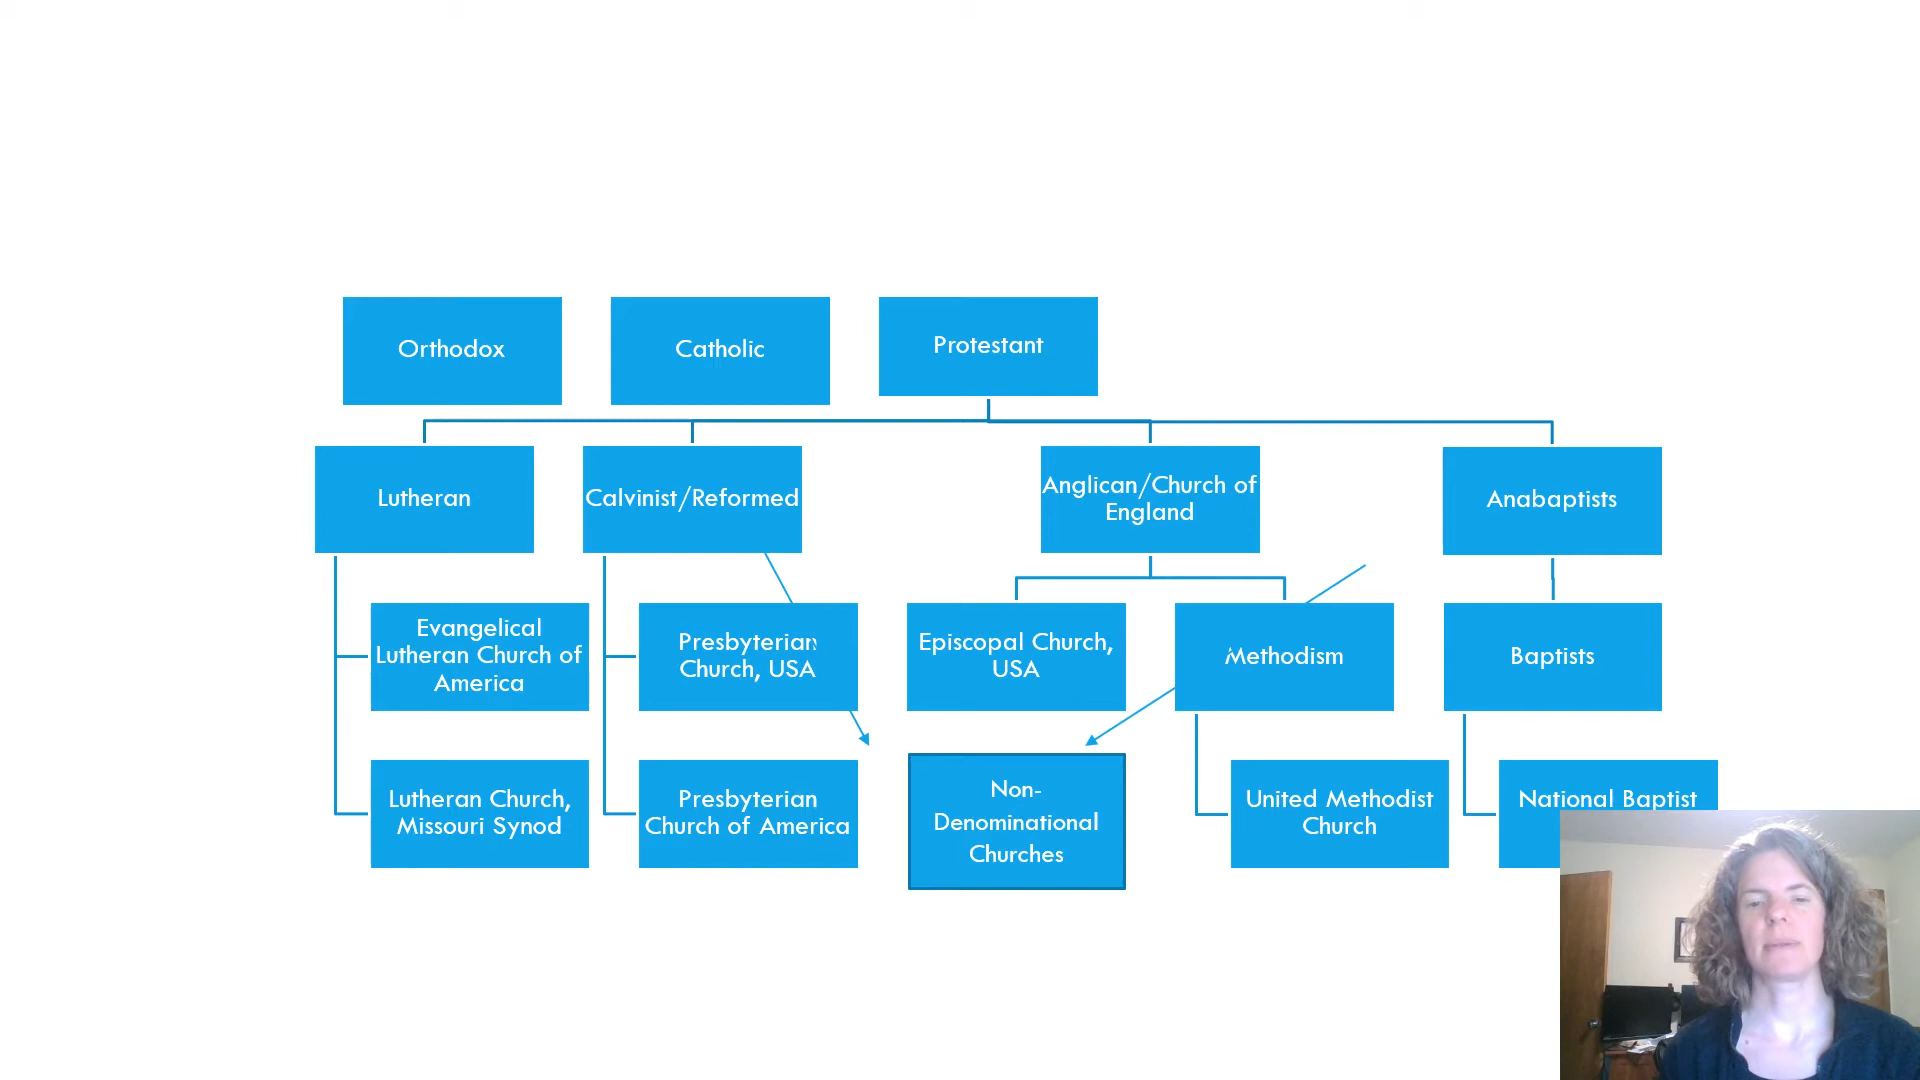 Orthodox
Catholic
Protestant
Lutheran
Calvinist/Reformed
Anglican/Church of
England
Anabaptists
Evangelical
Lutheran Church of
America
Presbyterian
Church, USA
Episcopal Church,
USA
Methodism
Baptists
Lutheran Church,
Missouri Synod
Presbyterian
Church of America
Non-
Denominational
Churches
United Methodist
Church
National Baptist